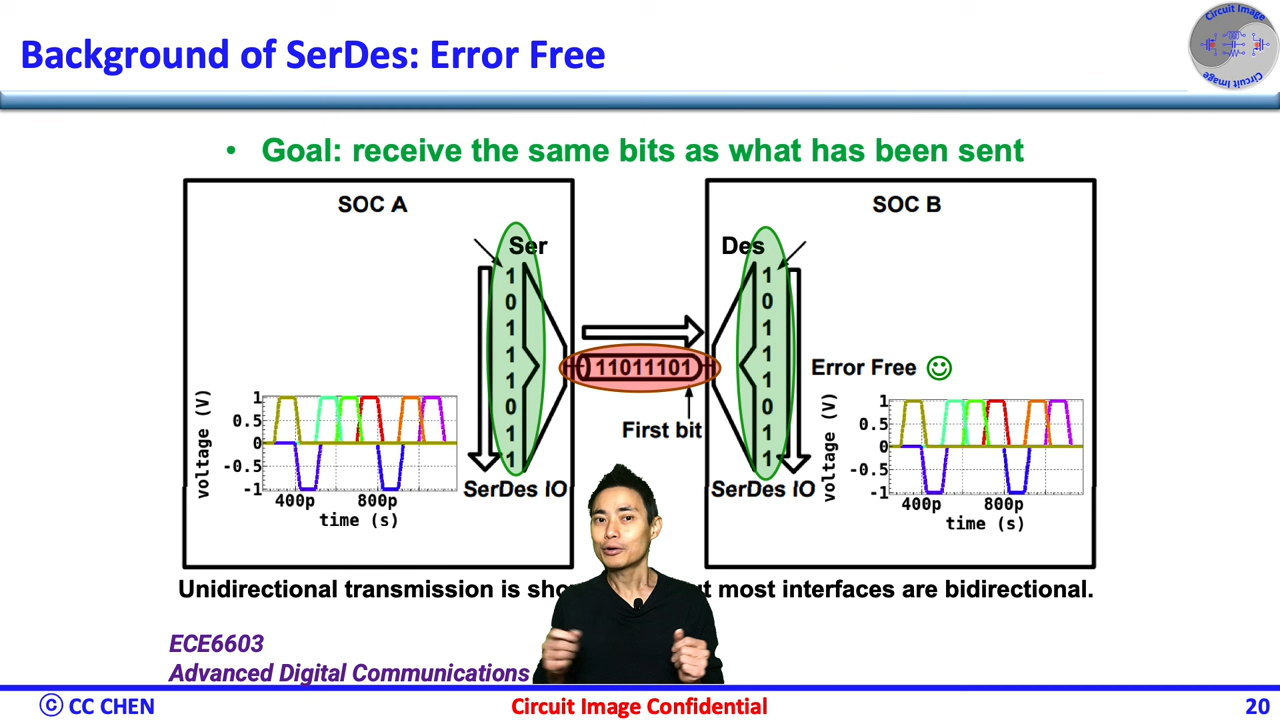 Background of SerDes: Error Free
Circuit Image
Circuit Image
• Goal: receive the same bits as what has been sent
SOC A
SOC B
Ser
Des
1
0
1
1
1
0
1
1
1
0
1
1
1
0
1
1
11011101
First bit
Error Free
voltage (V)
1
0.5
0
-0.5
-1
400p 800p
time (s)
voltage (V)
1
0.5
0
-0.5
-1
400p 800p
time (s)
SerDes IO
SerDes IO
Unidirectional transmission is most interfaces are bidirectional.
ECE6603
Advanced Digital Communications
© CC CHEN
Circuit Image Confidential
20